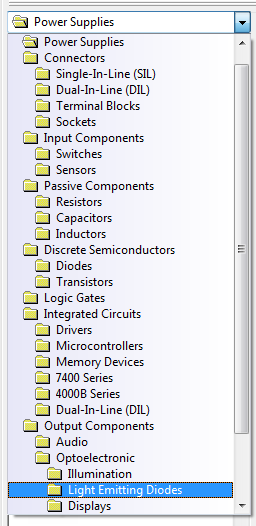 Power Supplies
Power Supplies
Connectors
Single-In-Line (SIL)
Dual-In-Line (DIL)
Terminal Blocks
Sockets
Input Components
Switches
Sensors
Passive Components
Resistors
Capacitors
Inductors
Discrete Semiconductors
Diodes
Transistors
Logic Gates
Integrated Circuits
Drivers
Microcontrollers
Memory Devices
7400 Series
4000B Series
Dual-In-Line (DIL)
Output Components
Audio
Optoelectronic
Illumination
Light Emitting Diodes
Displays